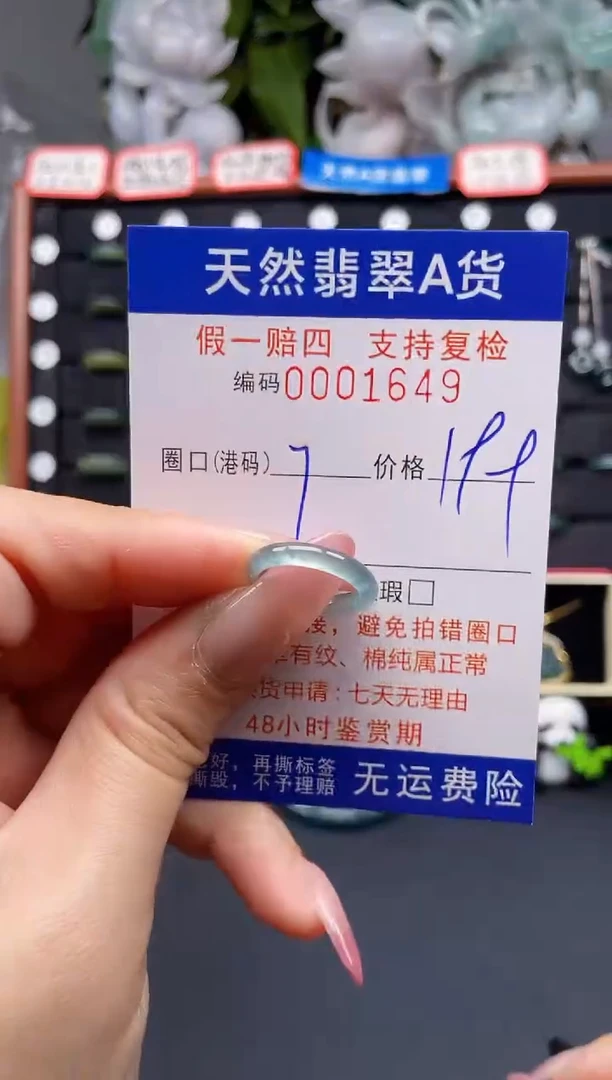 天然翡翠A货
假一赔四 支持复检
编码0001649
圈口(港码) 7 价格 199
瑕□
接，避免拍错圈口
有纹、棉纯属正常
货申请：七天无理由
48小时鉴赏期
好，再撕标签
撕毁，不予理赔
无运费险